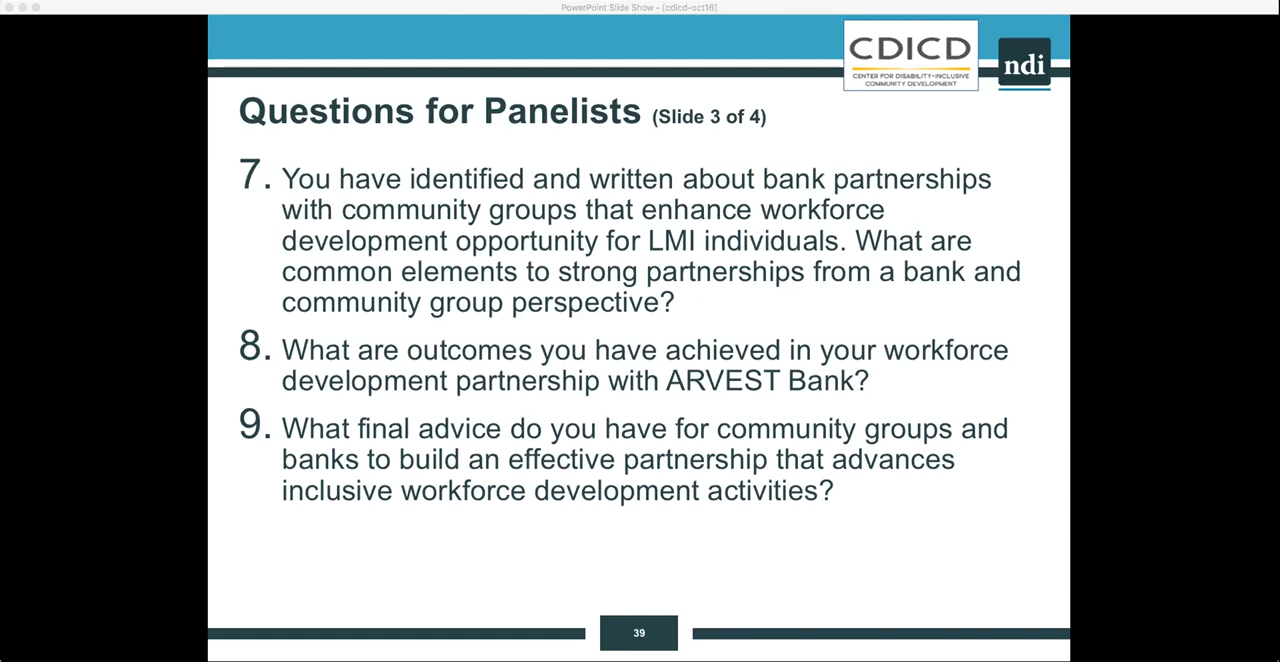 PowerPoint Slide Show - [cdicd-oct16]
CDICD
CENTER FOR DISABILITY-INCLUSIVE
COMMUNITY DEVELOPMENT
ndi
Questions for Panelists (Slide 3 of 4)
7. You have identified and written about bank partnerships
with community groups that enhance workforce
development opportunity for LMI individuals. What are
common elements to strong partnerships from a bank and
community group perspective?
8. What are outcomes you have achieved in your workforce
development partnership with ARVEST Bank?
9. What final advice do you have for community groups and
banks to build an effective partnership that advances
inclusive workforce development activities?
39